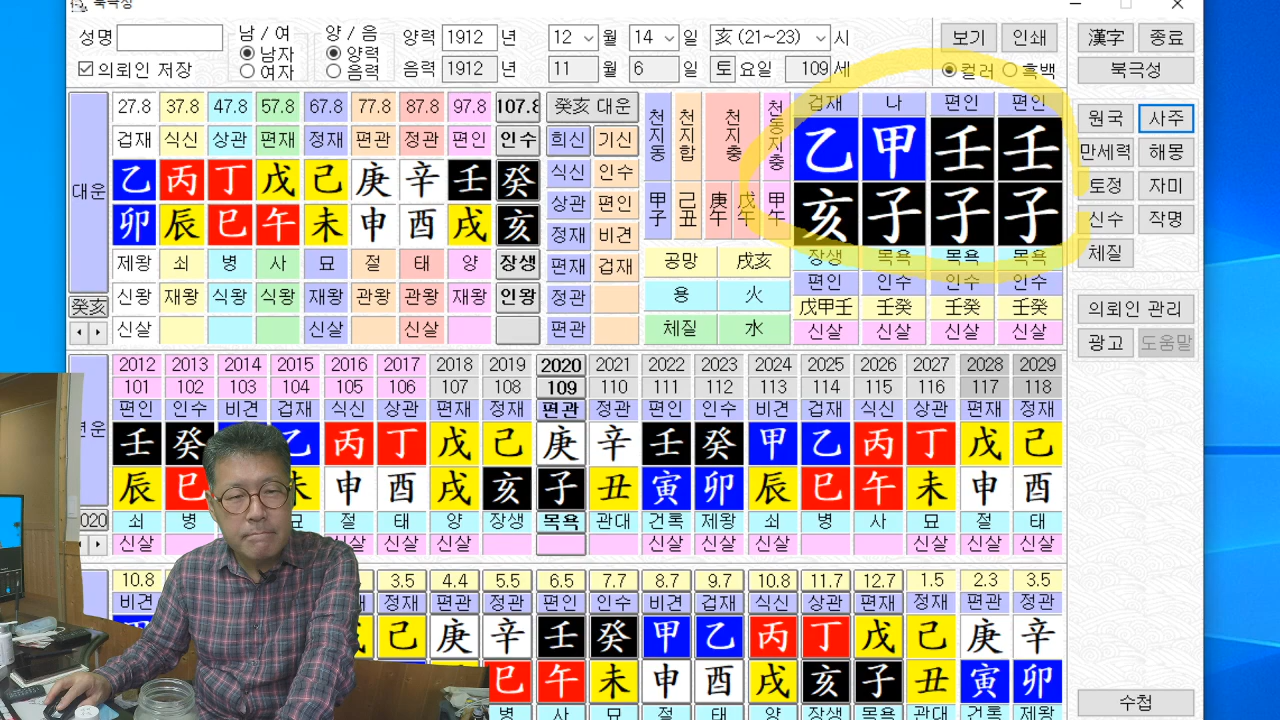 북극성
성명 남 / 여 양 / 음 양력 1912 년 12 월 14 일 亥 (21~23) 시 보기 인쇄 漢字 종료
의뢰인 저장 남자 여자 양력 음력 음력 1912 년 11 월 6 일 토 요일 109 세 컬러 흑백 북극성
27.8 37.8 47.8 57.8 67.8 77.8 87.8 97.8 107.8 癸亥 대운 천지동 천지합 천지충 천동지충 겁재 나 편인 편인
겁재 식신 상관 편재 정재 편관 정관 편인 인수 희신 기신 원국 사주
대운 乙 丙 丁 戊 己 庚 辛 壬 癸 식신 인수 乙 甲 壬 壬 만세력 해몽
卯 辰 巳 午 未 申 酉 戌 亥 상관 편인 甲子 己丑 庚午 戊午 甲午 亥 子 子 子 토정 자미
정재 비견 신수 작명
제왕 쇠 병 사 묘 절 태 양 장생 편재 겁재 공망 戊亥 장생 목욕 목욕 목욕 체질
편인 인수 인수 인수
癸亥 신왕 재왕 식왕 식왕 재왕 관왕 관왕 재왕 인왕 정관 용 火 戊甲壬 壬癸 壬癸 壬癸 의뢰인 관리
신살 신살 신살 편관 체질 水 신살 신살 신살 신살 광고 도움말
2012 2013 2014 2015 2016 2017 2018 2019 2020 2021 2022 2023 2024 2025 2026 2027 2028 2029
101 102 103 104 105 106 107 108 109 110 111 112 113 114 115 116 117 118
편인 인수 비견 겁재 식신 상관 편재 정재 편관 정관 편인 인수 비견 겁재 식신 상관 편재 정재
운 壬 癸 乙 丙 丁 戊 己 庚 辛 壬 癸 甲 乙 丙 丁 戊 己
辰 巳 未 申 酉 戌 亥 子 丑 寅 卯 辰 巳 午 未 申 酉
020 쇠 병 묘 절 태 양 장생 목욕 관대 건록 제왕 쇠 병 사 묘 절 태
신살 신살 신살 신살 신살 신살 신살 신살 신살 신살 신살 신살
10.8 3.5 4.4 5.5 6.5 7.7 8.7 9.7 10.8 11.7 12.7 1.5 2.3 3.5
비견 정재 편관 정관 편인 인수 비견 겁재 식신 상관 편재 정재 편관 정관
甲 己 庚 辛 壬 癸 甲 乙 丙 丁 戊 己 庚 辛
巳 午 未 申 酉 戌 亥 子 丑 寅 卯
병 사 묘 절 태 양 장생 목욕 관대 건록 제왕 수첩